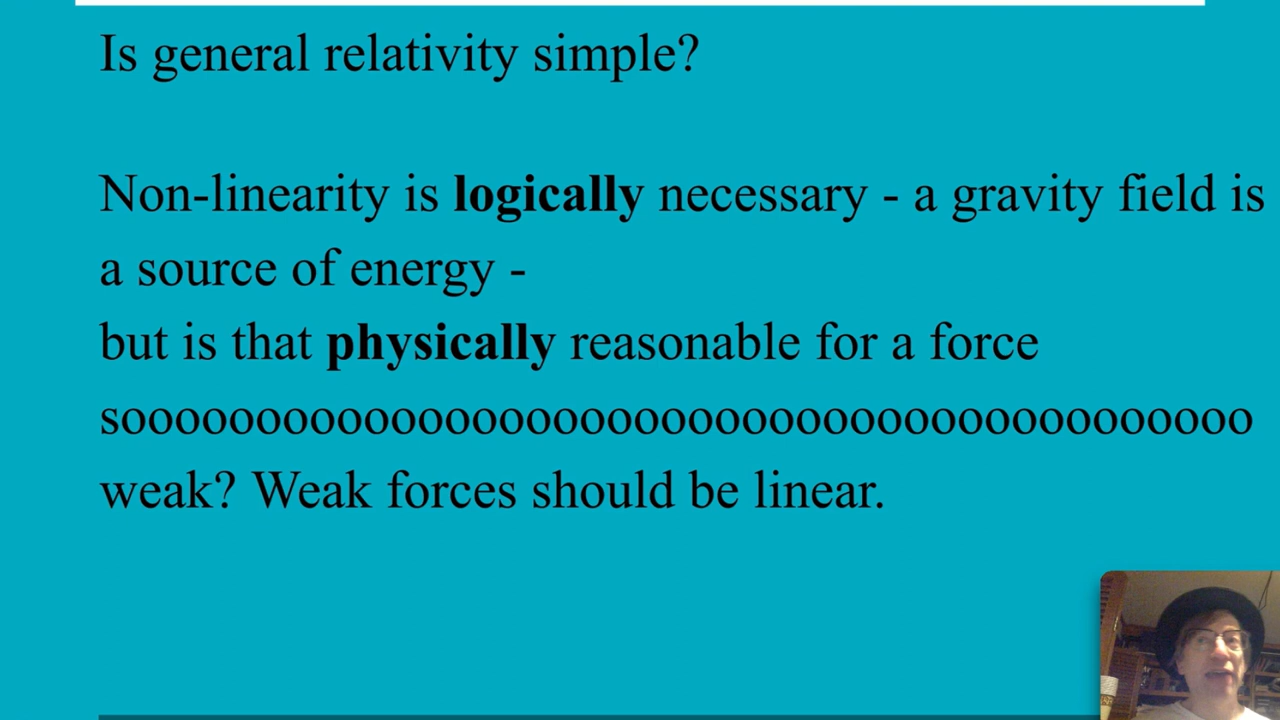 Is general relativity simple?
Non-linearity is logically necessary - a gravity field is
a source of energy -
but is that physically reasonable for a force
soooooooooooooooooooooooooooooooooooooooooo
weak? Weak forces should be linear.